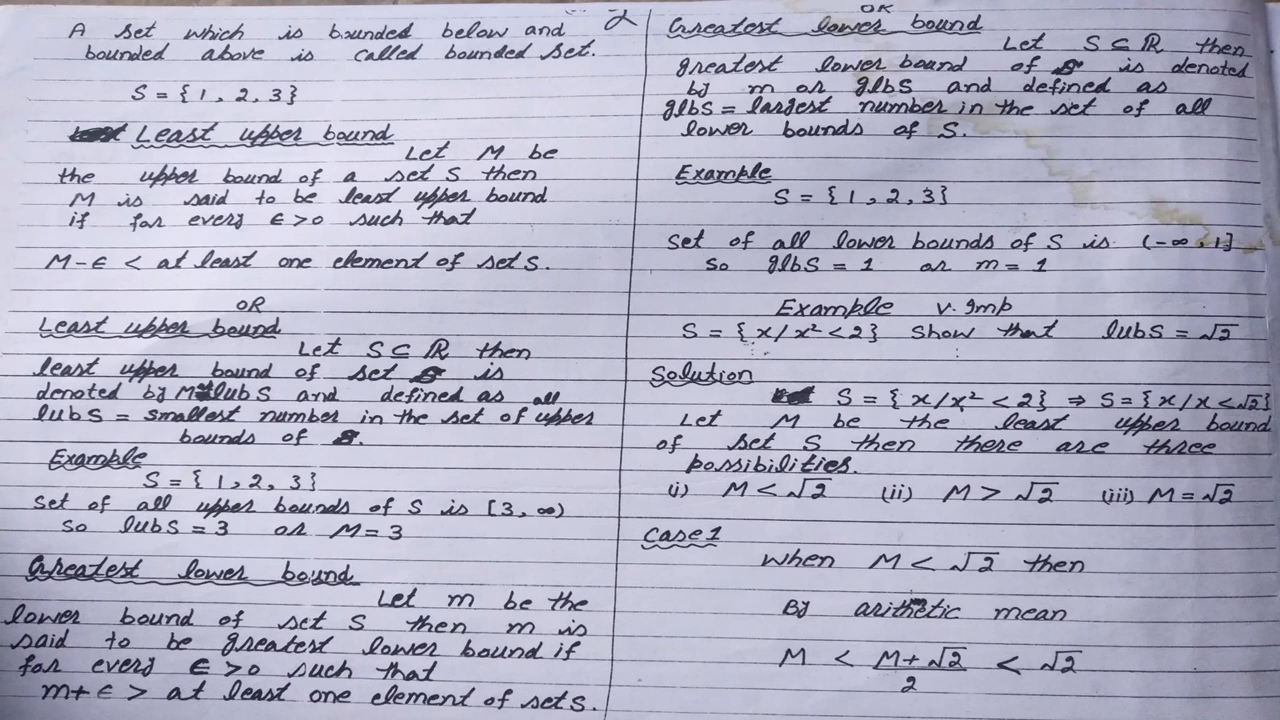 2
A set which is bounded below and
bounded above is called bounded set.
S = {1, 2, 3}
Least upper bound
Let M be
the upper bound of a set S then
M is said to be least upper bound
if for every ϵ>0 such that
M-ϵ < at least one element of set S.
OR
Least upper bound
Let S⊆ℝ then
least upper bound of set S is
denoted by M lub S and defined as
lub S = smallest number in the set of all upper
bounds of S.
Example
S = {1, 2, 3}
Set of all upper bounds of S is [3, ∞)
So lub S = 3 or M = 3
Greatest lower bound
Let m be the
lower bound of set S then m is
said to be greatest lower bound if
for every ϵ>0 such that
m+ϵ > at least one element of set S.
OR
Greatest lower bound
Let S⊆ℝ then
greatest lower bound of S is denoted
by m or glb S and defined as
glb S = largest number in the set of all
lower bounds of S.
Example
S = {1, 2, 3}
Set of all lower bounds of S is (-∞, 1]
So glb S = 1 or m = 1
Example v. Imp
S = {x/x² < 2} Show that lub S = √2
Solution
S = {x/x² < 2} ⇒ S = {x/x < √2}
Let M be the least upper bound
of set S then there are three
possibilities.
(i) M < √2 (ii) M > √2 (iii) M = √2
Case 1
When M < √2 then
By arithetic mean
M < (M+√2)/2 < √2